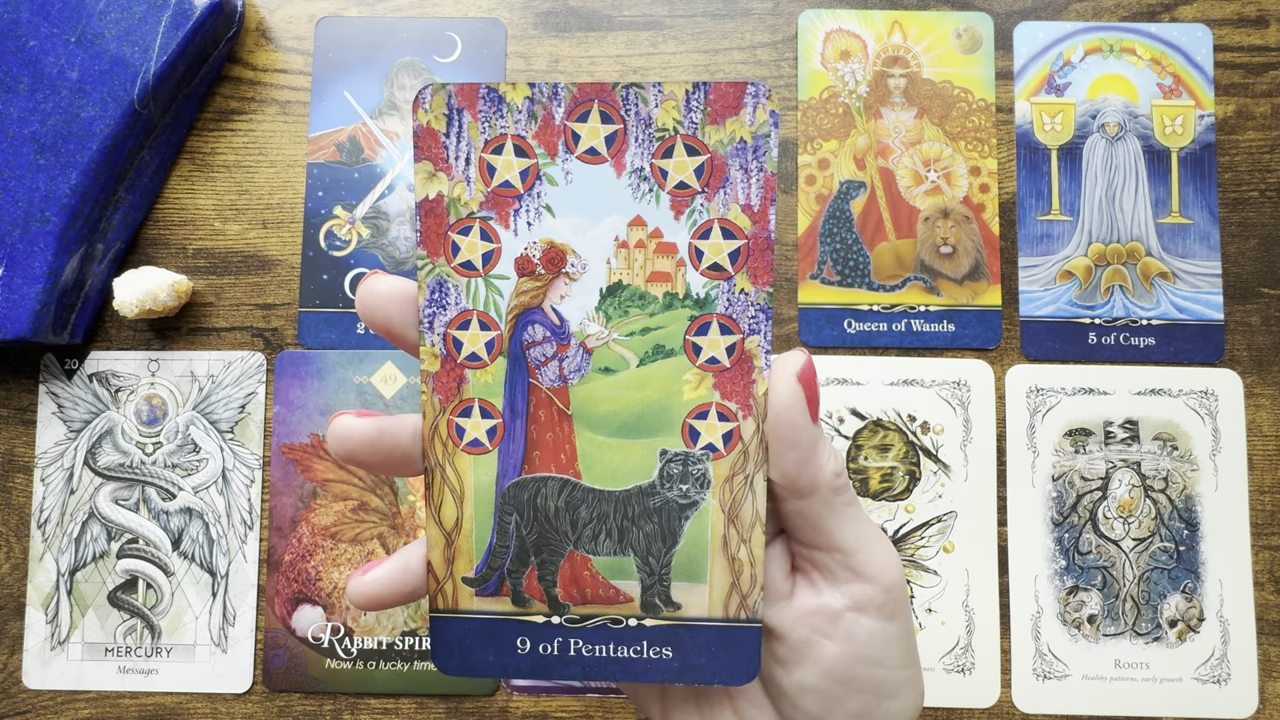 Queen of Wands
5 of Cups
20
49
MERCURY
Messages
RABBIT SPIR
Now is a lucky time
9 of Pentacles
ROOTS
Healthy patterns, early growth